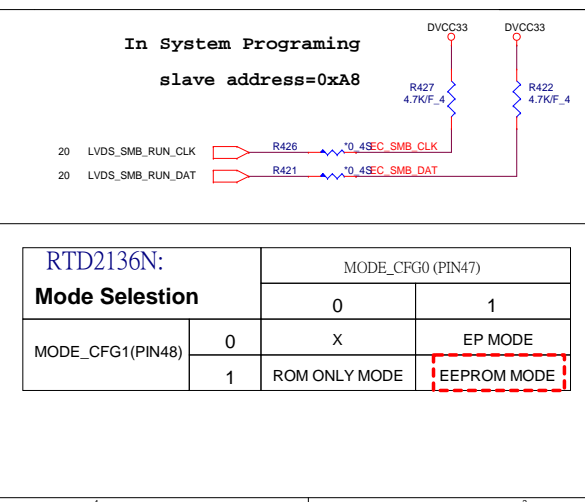 In System Programing
slave address=0xA8
DVCC33
DVCC33
R427
4.7K/F_4
R422
4.7K/F_4
20 LVDS_SMB_RUN_CLK R426 *0_4S EC_SMB_CLK
20 LVDS_SMB_RUN_DAT R421 *0_4S EC_SMB_DAT
RTD2136N:
Mode Selestion
MODE_CFG0 (PIN47)
0 1
MODE_CFG1(PIN48)
0 X EP MODE
1 ROM ONLY MODE EEPROM MODE